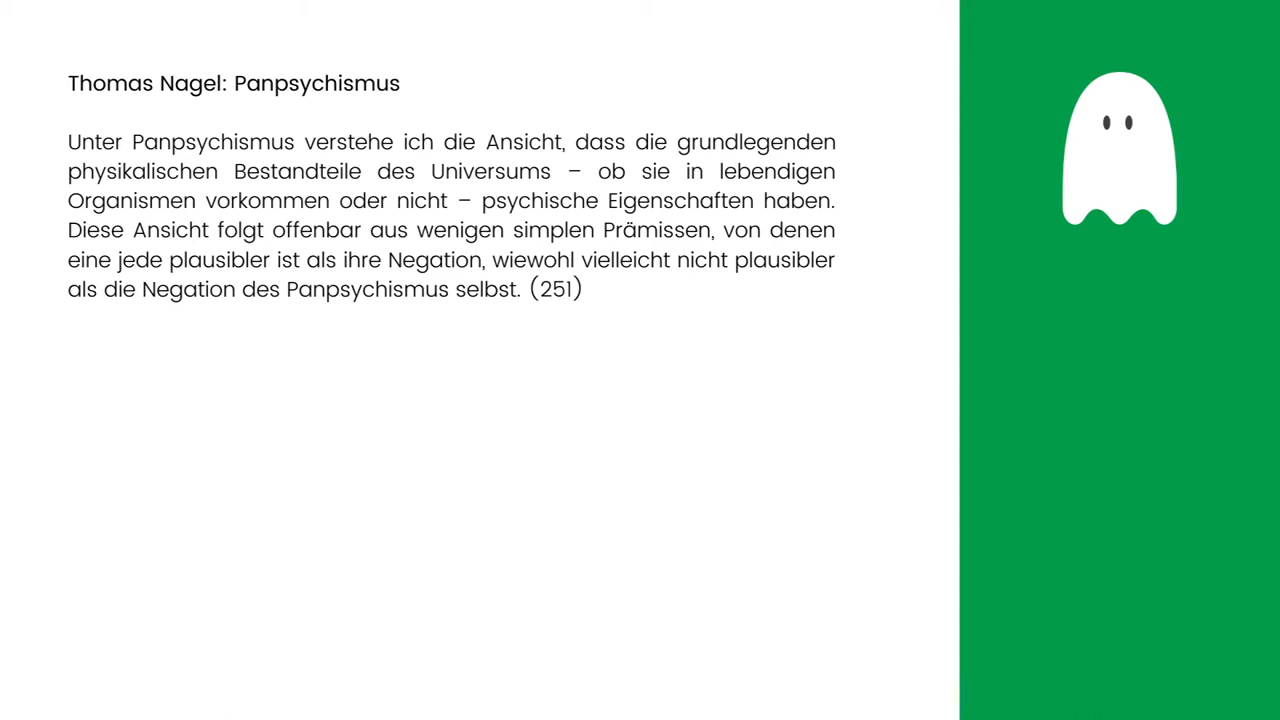 Thomas Nagel: Panpsychismus
Unter Panpsychismus verstehe ich die Ansicht, dass die grundlegenden
physikalischen Bestandteile des Universums – ob sie in lebendigen
Organismen vorkommen oder nicht – psychische Eigenschaften haben.
Diese Ansicht folgt offenbar aus wenigen simplen Prämissen, von denen
eine jede plausibler ist als ihre Negation, wiewohl vielleicht nicht plausibler
als die Negation des Panpsychismus selbst. (251)